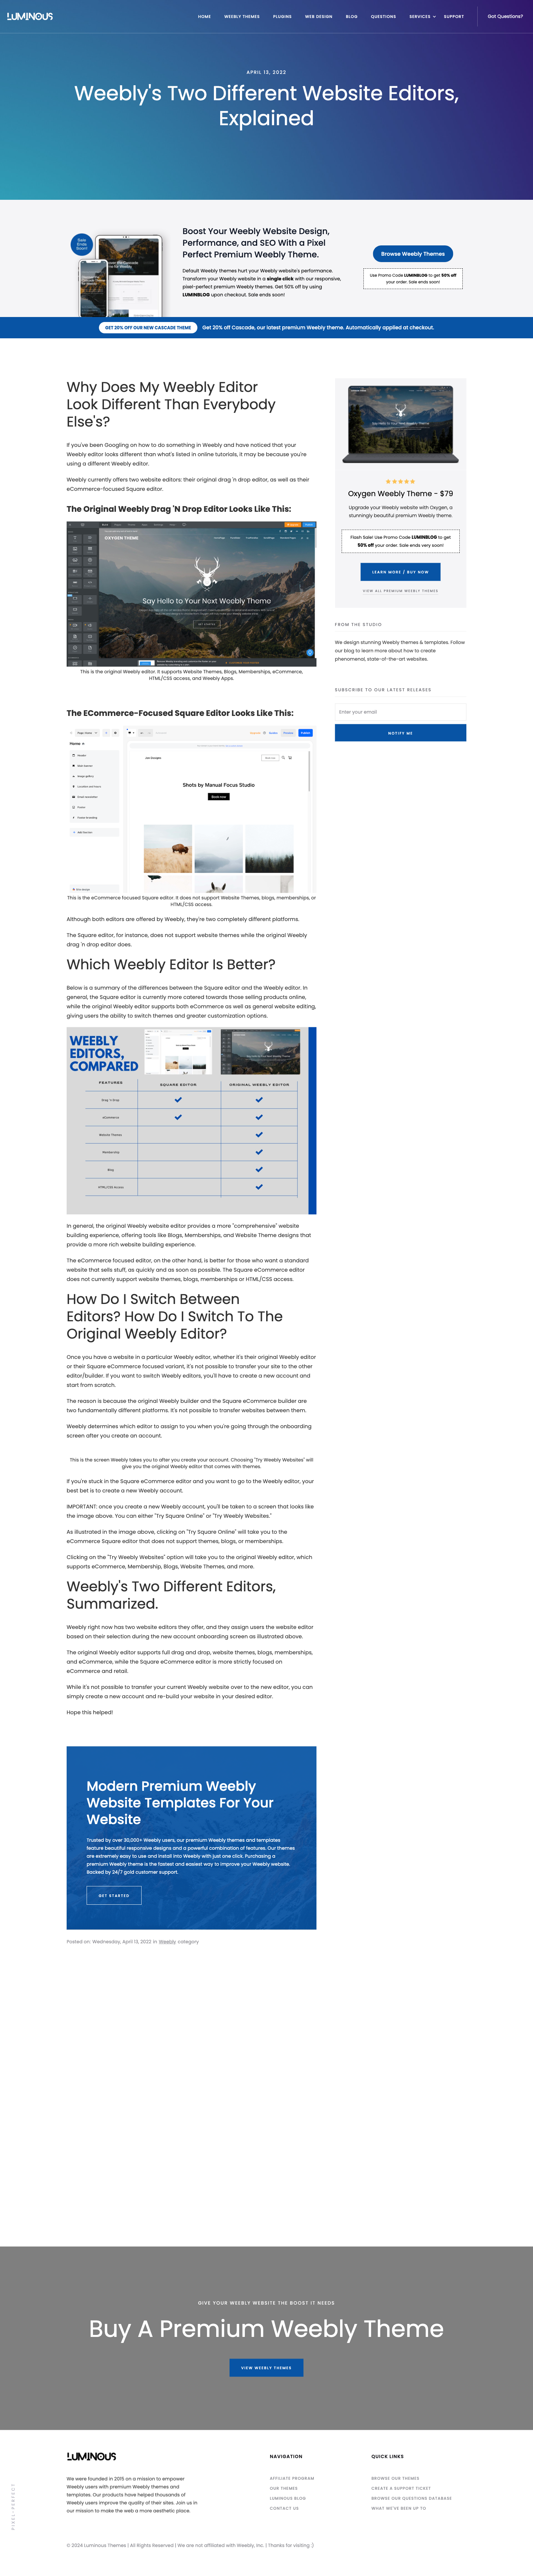 LUMINOUS
HOME
WEEBLY THEMES
PLUGINS
WEB DESIGN
BLOG
QUESTIONS
SERVICES
SUPPORT
Got Questions?
APRIL 13, 2022
Weebly's Two Different Website Editors,
Explained
Sale
Ends
Soon!
Boost Your Weebly Website Design,
Performance, and SEO With a Pixel
Perfect Premium Weebly Theme.
Default Weebly themes hurt your Weebly website's performance.
Transform your Weebly website in a single click with our responsive,
pixel-perfect Weebly themes. Get 50% off by using
LUMINBLOG upon checkout. Sale ends soon!
Browse Weebly Themes
Use Promo Code LUMINBLOG to get 50% off
your order. Sale ends soon!
GET 20% OFF OUR NEW CASCADE THEME
Get 20% off Cascade, our latest premium Weebly theme. Automatically applied at checkout.
Why Does My Weebly Editor
Look Different Than Everybody
Else's?
If you've been Googling on how to do something in Weebly and have noticed that your
Weebly editor looks different than what's listed in online tutorials, it may be because you're
using a different Weebly editor.
Weebly currently offers two website editors: their original drag 'n drop editor, as well as their
eCommerce-focused Square editor.
The Original Weebly Drag 'N Drop Editor Looks Like This:
OXYGEN THEME
Say Hello to Your Next Weebly Theme
This is the original Weebly editor. It supports Website Themes, Blogs, Memberships, eCommerce,
HTML/CSS access, and Weebly Apps.
The ECommerce-Focused Square Editor Looks Like This:
Home
Publish
Shots by Manual Focus Studio
Book now
This is the eCommerce focused Square editor. It does not support Website Themes, blogs, memberships, or
HTML/CSS access.
Although both editors are offered by Weebly, they're two completely different platforms.
The Square editor, for instance, does not support website themes while the original Weebly
drag 'n drop editor does.
Which Weebly Editor Is Better?
Below is a summary of the differences between the Square editor and the Weebly editor. In
general, the Square editor is currently more catered towards those selling products online,
while the original Weebly editor supports both eCommerce as well as general website editing,
giving users the ability to switch themes and greater customization options.
WEEBLY
EDITORS,
COMPARED
FEATURES
SQUARE EDITOR
ORIGINAL WEEBLY EDITOR
Drag 'n Drop
eCommerce
Website Themes
Membership
Blog
HTML/CSS Access
In general, the original Weebly website editor provides a more "comprehensive" website
building experience, offering tools like Blogs, Memberships, and Website Theme designs that
provide a more rich website building experience.
The eCommerce focused editor, on the other hand, is better for those who want a standard
website that sells stuff, as quickly and as soon as possible. The Square eCommerce editor
does not currently support website themes, blogs, memberships or HTML/CSS access.
How Do I Switch Between
Editors? How Do I Switch To The
Original Weebly Editor?
Once you have a website in a particular Weebly editor, whether it's their original Weebly editor
or their Square eCommerce focused variant, it's not possible to transfer your site to the other
editor/builder. If you want to switch Weebly editors, you'll have to create a new account and
start from scratch.
The reason is because the original Weebly builder and the Square eCommerce builder are
two fundamentally different platforms. It's not possible to transfer websites between them.
Weebly determines which editor to assign to you when you're going through the onboarding
screen after you create an account.
This is the screen Weebly takes you to after you create your account. Choosing "Try Weebly Websites" will
give you the original Weebly editor that comes with themes.
If you're stuck in the Square eCommerce editor and you want to go to the Weebly editor, your
best bet is to create a new Weebly account.
IMPORTANT: once you create a new Weebly account, you'll be taken to a screen that looks like
the image above. You can either "Try Square Online" or "Try Weebly Websites."
As illustrated in the image above, clicking on "Try Square Online" will take you to the
eCommerce Square editor that does not support themes, blogs, or memberships.
Clicking on the "Try Weebly Websites" option will take you to the original Weebly editor, which
supports eCommerce, Membership, Blogs, Website Themes, and more.
Weebly's Two Different Editors,
Summarized.
Weebly right now has two website editors they offer, and they assign users the website editor
based on their selection during the new account onboarding screen as illustrated above.
The original Weebly editor supports full drag and drop, website themes, blogs, memberships,
and eCommerce, while the Square eCommerce editor is more strictly focused on
eCommerce and retail.
While it's not possible to transfer your current Weebly website over to the new editor, you can
simply create a new account and re-build your website in your desired editor.
Hope this helped!
Modern Premium Weebly
Website Templates For Your
Website
Trusted by over 30,000+ Weebly users, our premium Weebly themes and templates
feature beautiful responsive designs and a powerful combination of features. Our themes
are extremely easy to use and install into Weebly with just one click. Purchasing a
premium Weebly theme is the fastest and easiest way to improve your Weebly website.
Backed by 24/7 gold customer support.
GET STARTED
Posted on: Wednesday, April 13, 2022 in Weebly category
Oxygen Weebly Theme - $79
Upgrade your Weebly website with Oxygen, a
stunningly beautiful premium Weebly theme.
Flash Sale! Use Promo Code LUMINBLOG to get
50% off your order. Sale ends very soon!
LEARN MORE / BUY NOW
VIEW ALL PREMIUM WEEBLY THEMES
FROM THE STUDIO
We design stunning Weebly themes & templates. Follow
our blog to learn more about how to create
phenomenal, state-of-the-art websites.
SUBSCRIBE TO OUR LATEST RELEASES
Enter your email
NOTIFY ME
GIVE YOUR WEEBLY WEBSITE THE BOOST IT NEEDS
Buy A Premium Weebly Theme
VIEW WEEBLY THEMES
PIXEL-PERFECT
LUMINOUS
We were founded in 2015 on a mission to empower
Weebly users with premium Weebly themes and
templates. Our products have helped thousands of
Weebly users improve the quality of their sites. Join us in
our mission to make the web a more aesthetic place.
NAVIGATION
AFFILIATE PROGRAM
OUR THEMES
LUMINOUS BLOG
CONTACT US
QUICK LINKS
BROWSE OUR THEMES
CREATE A SUPPORT TICKET
BROWSE OUR QUESTIONS DATABASE
WHAT WE'VE BEEN UP TO
© 2024 Luminous Themes | All Rights Reserved | We are not affiliated with Weebly, Inc. | Thanks for visiting :)